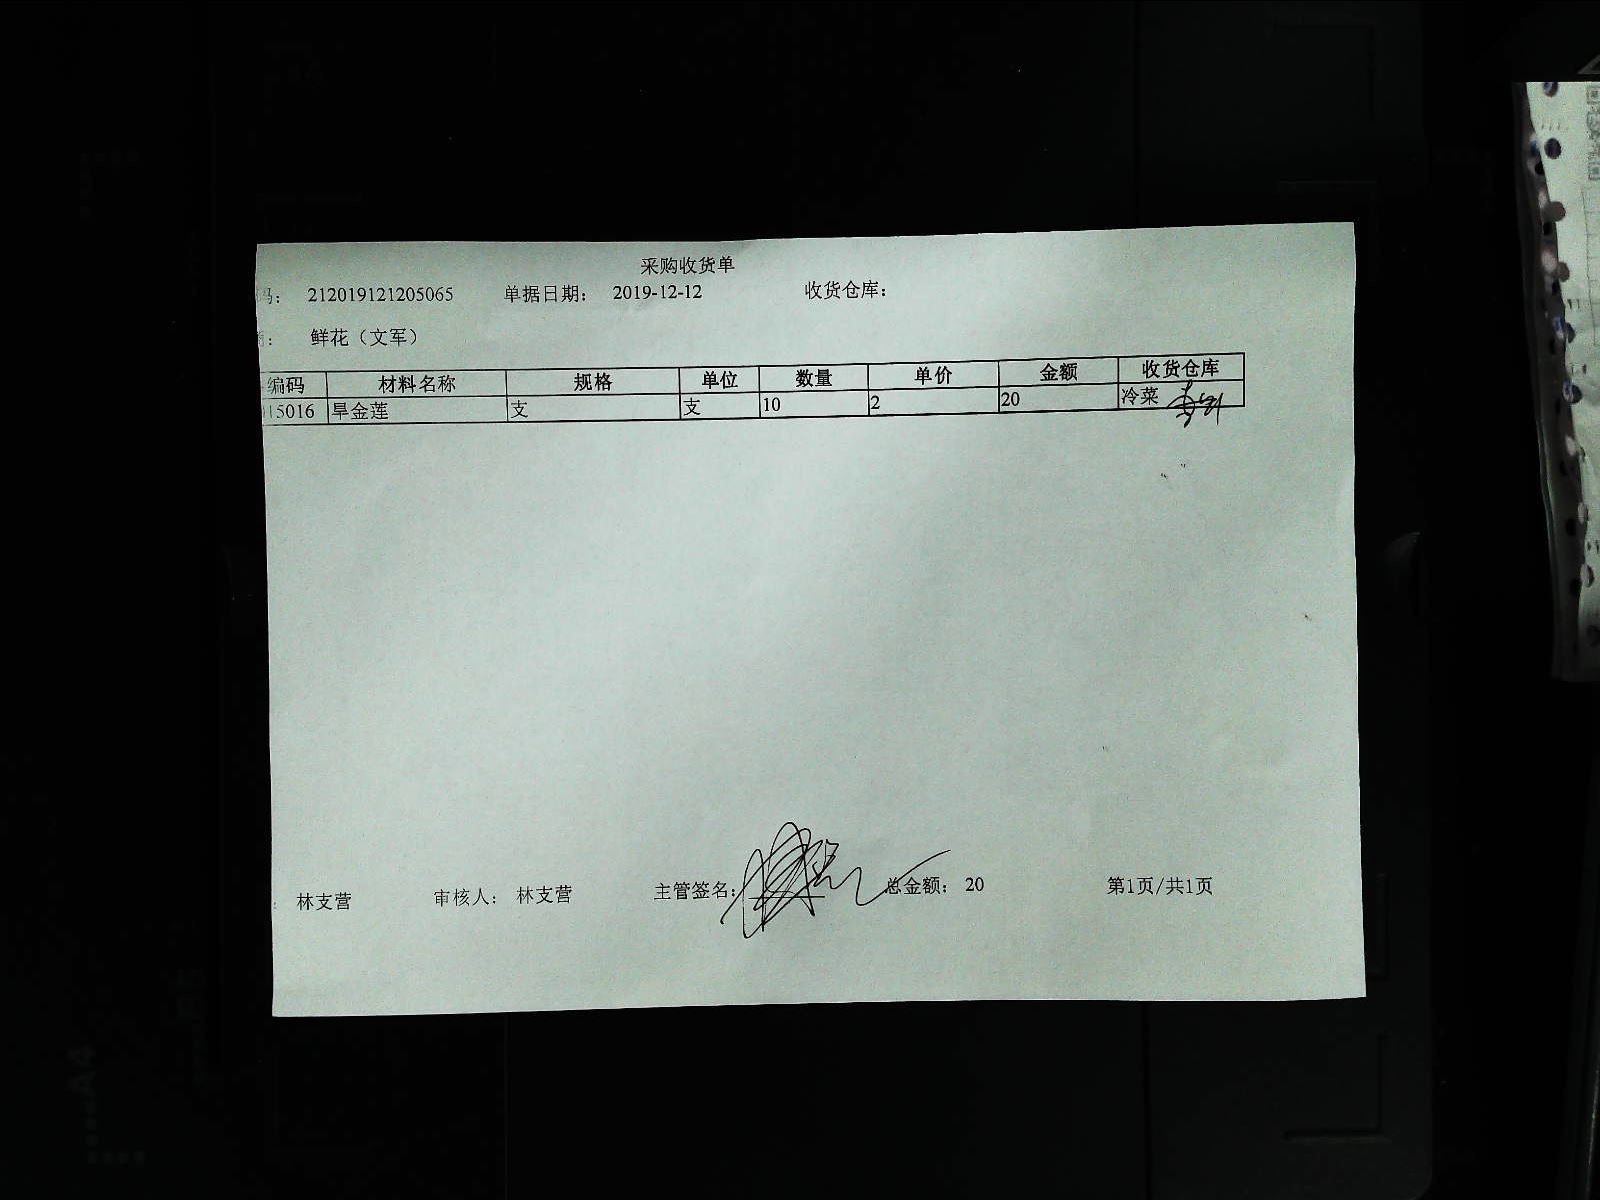 采购收货单
码： 212019121205065 单据日期： 2019-12-12 收货仓库：
商： 鲜花（文军）
编码 材料名称 规格 单位 数量 单价 金额 收货仓库
15016 旱金莲 支 支 10 2 20 冷菜
林支营 审核人： 林支营 主管签名： 总金额： 20 第1页/共1页